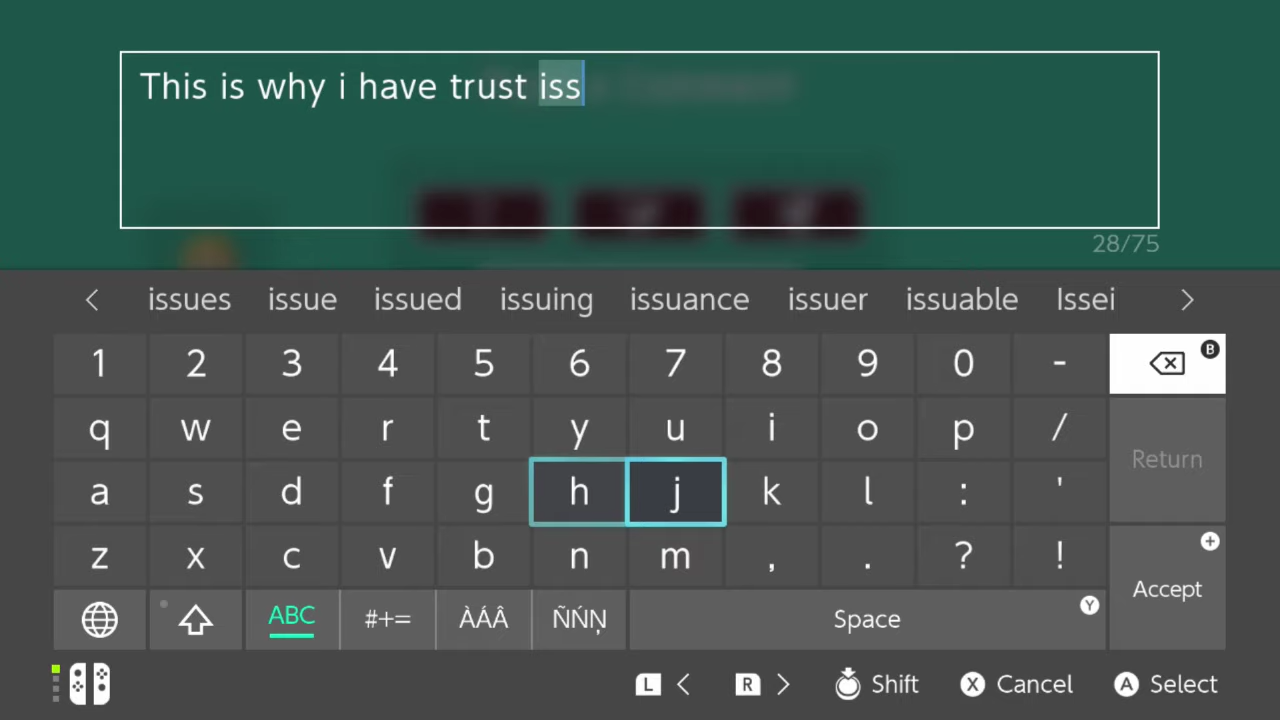 This is why i have trust iss
28/75
issues issue issued issuing issuance issuer issuable Issei
1 2 3 4 5 6 7 8 9 0 - B
q w e r t y u i o p /
Return
a s d f g h j k l : '
z x c v b n m , . ? ! +
Accept
ABC #+= ÀÁÂ ÑŃŅ Space Y
L R Shift X Cancel A Select